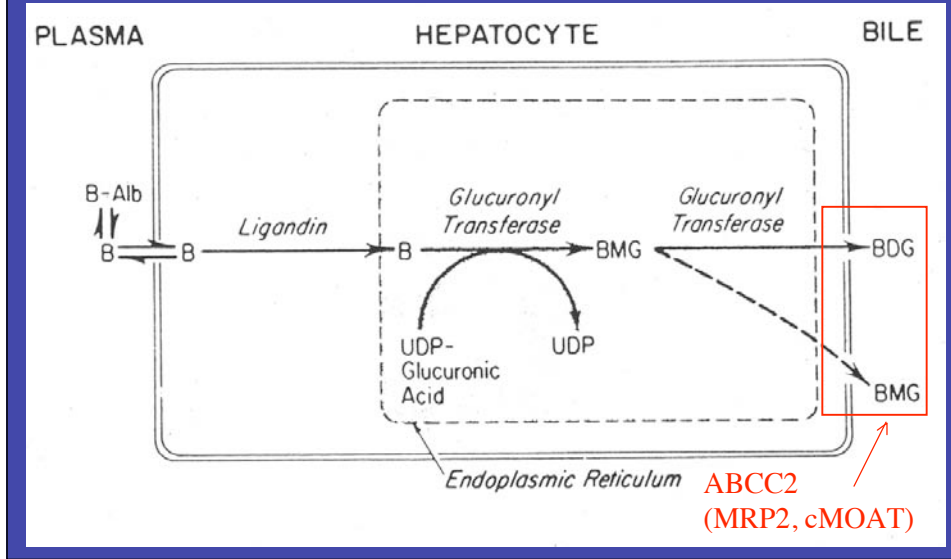 PLASMA HEPATOCYTE BILE
B-Alb
Glucuronyl Transferase
Glucuronyl Transferase
Ligandin
B B B BMG BDG
UDP-
Glucuronic
Acid
UDP
BMG
Endoplasmic Reticulum
ABCC2
(MRP2, cMOAT)